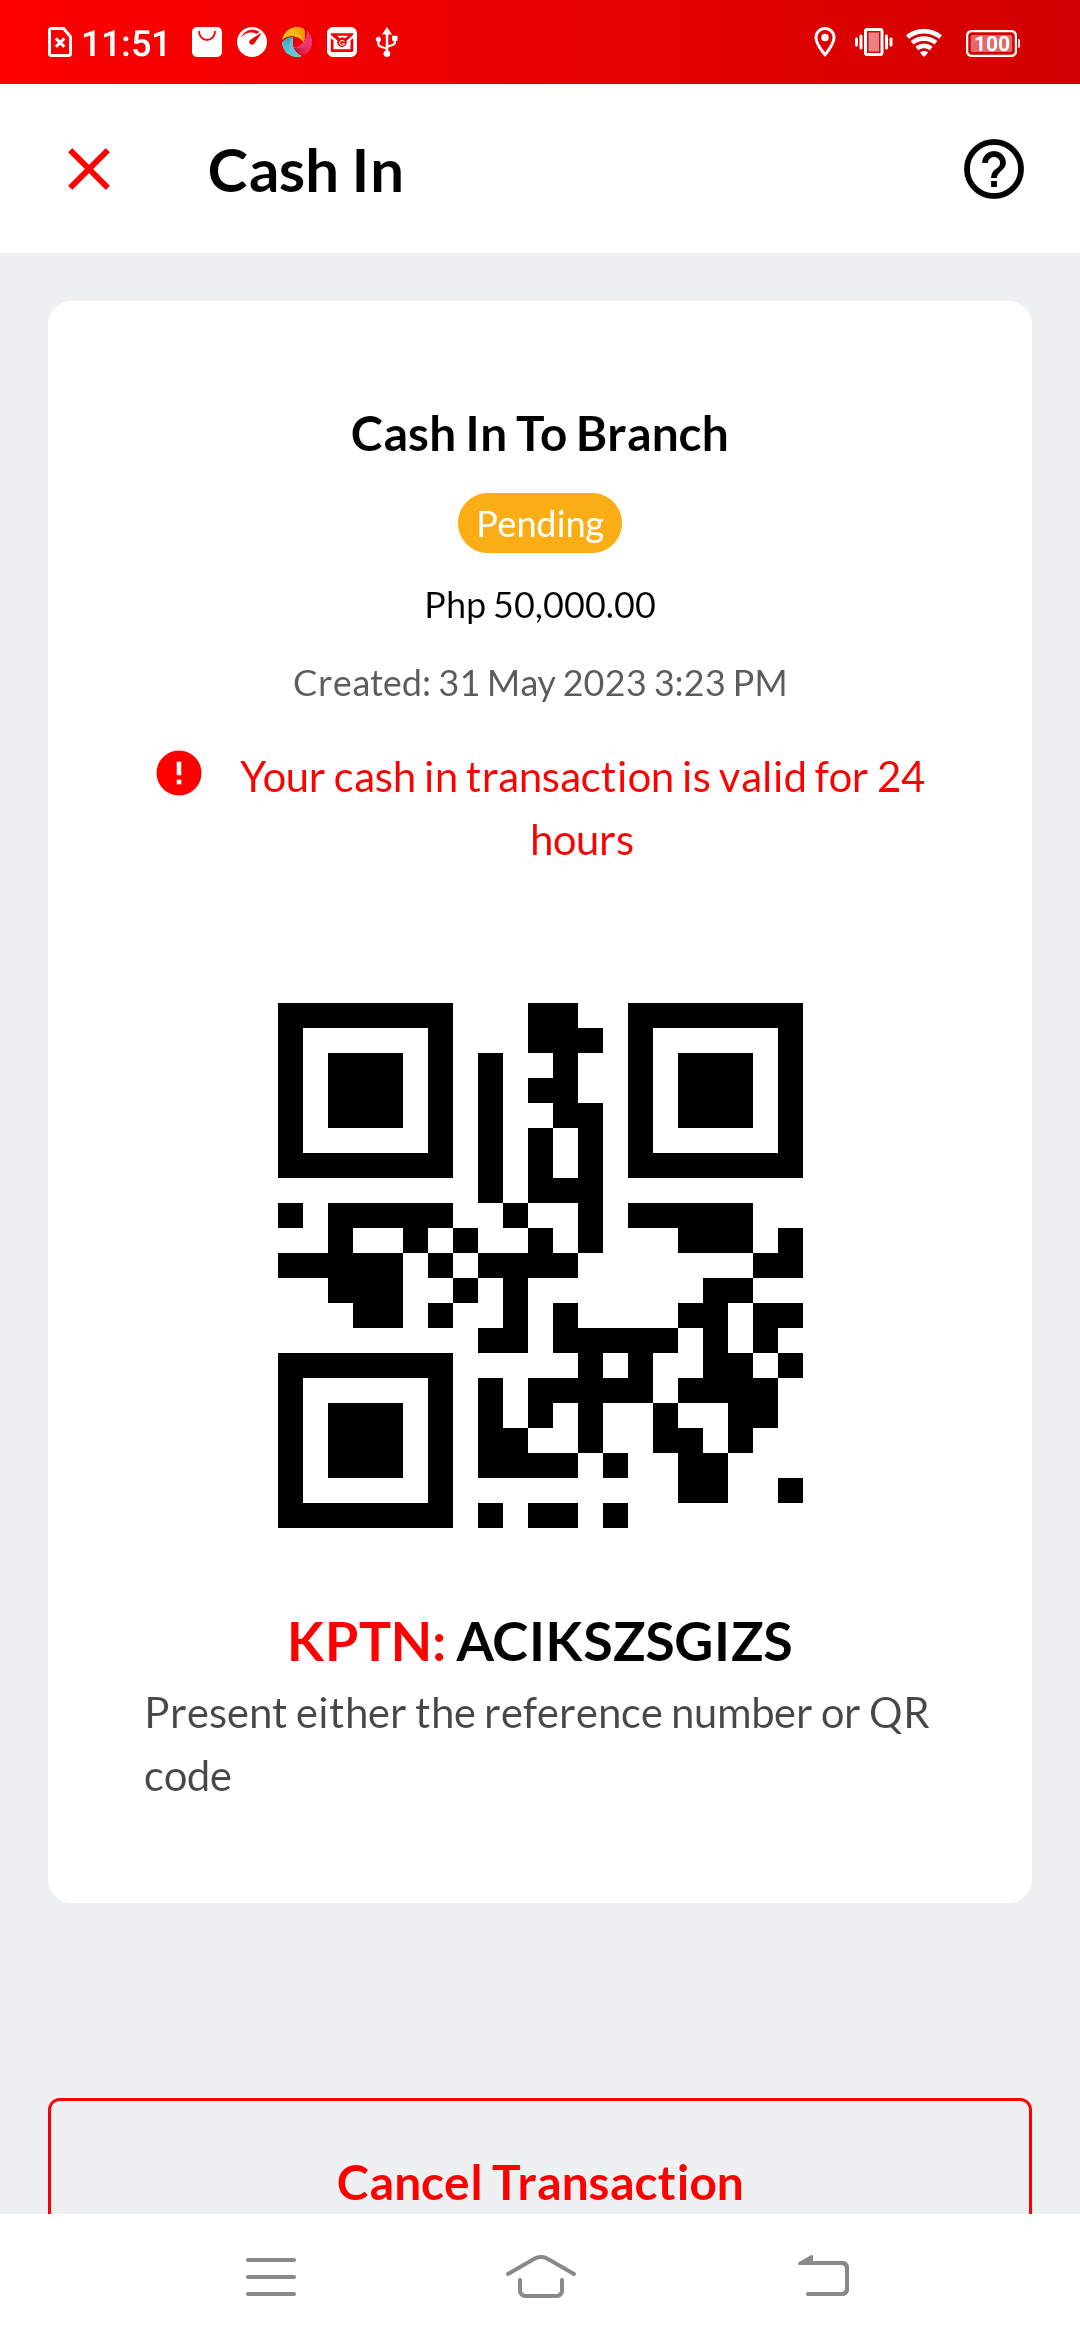 11:51
100
Cash In
Cash In To Branch
Pending
Php 50,000.00
Created: 31 May 2023 3:23 PM
Your cash in transaction is valid for 24
hours
KPTN: ACIKSZSGIZS
Present either the reference number or QR
code
Cancel Transaction